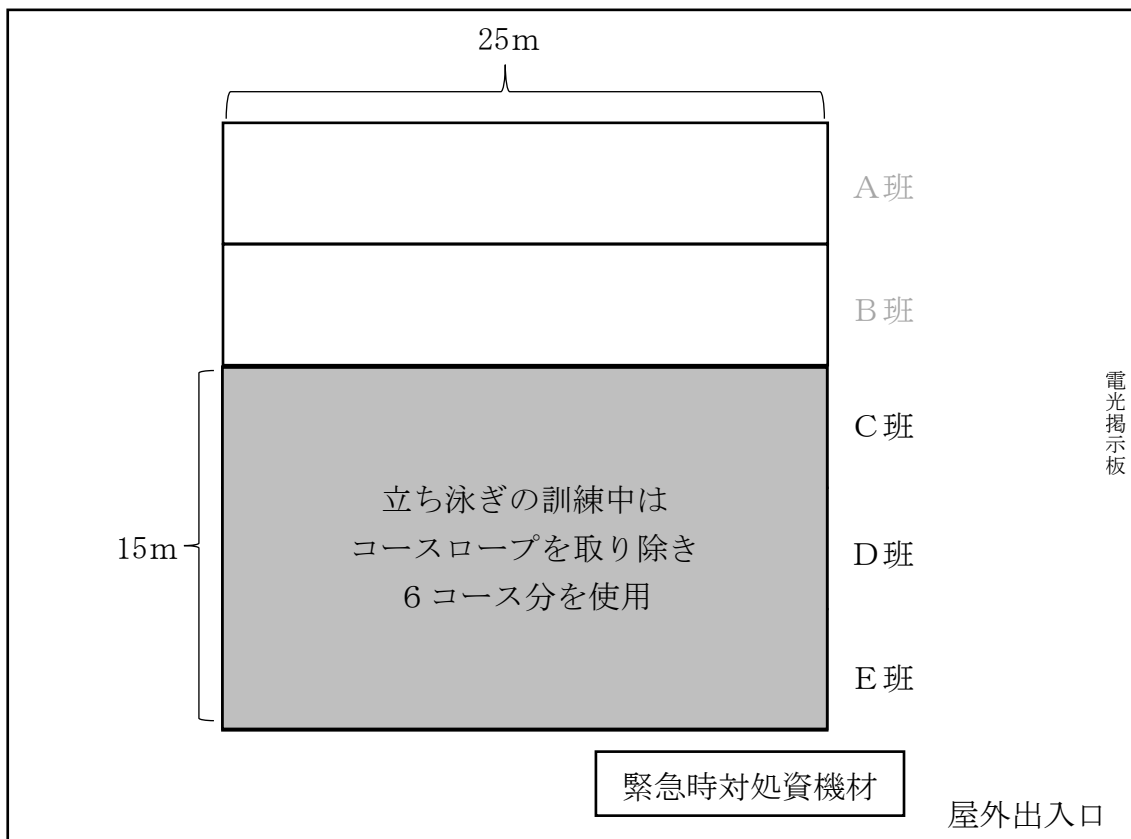 25m
A班
B班
電光掲示板
C班
立ち泳ぎの訓練中は
コースロープを取り除き
6コース分を使用
15m
D班
E班
緊急時対処資機材
屋外出入口